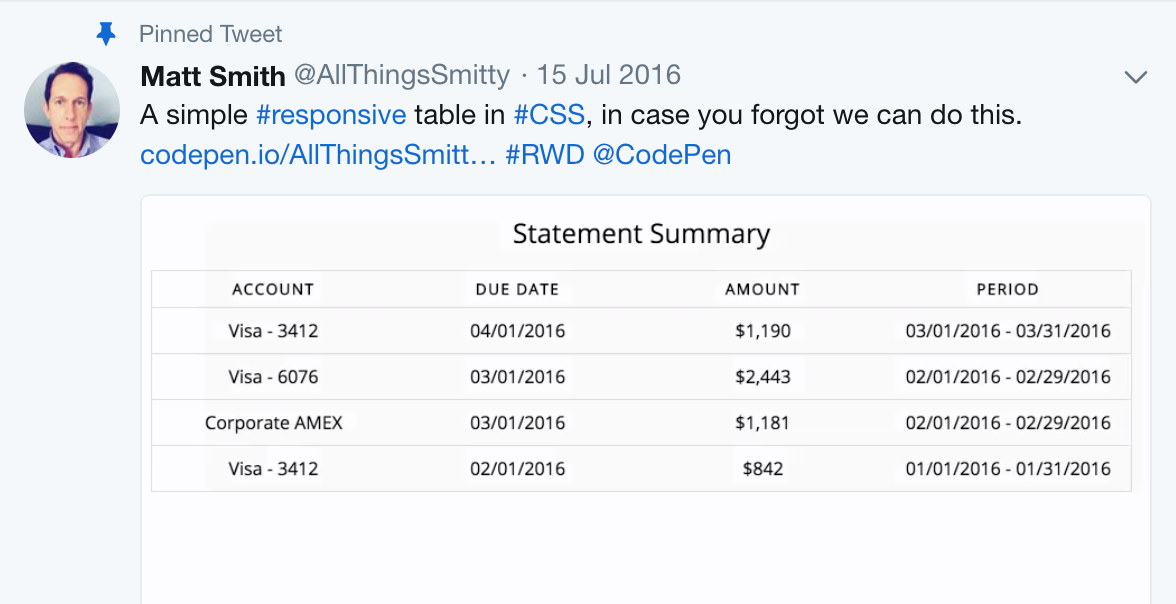 Pinned Tweet
Matt Smith @AllThingsSmitty · 15 Jul 2016
A simple #responsive table in #CSS, in case you forgot we can do this.
codepen.io/AllThingsSmitt… #RWD @CodePen
Statement Summary
ACCOUNT DUE DATE AMOUNT PERIOD
Visa - 3412 04/01/2016 $1,190 03/01/2016 - 03/31/2016
Visa - 6076 03/01/2016 $2,443 02/01/2016 - 02/29/2016
Corporate AMEX 03/01/2016 $1,181 02/01/2016 - 02/29/2016
Visa - 3412 02/01/2016 $842 01/01/2016 - 01/31/2016